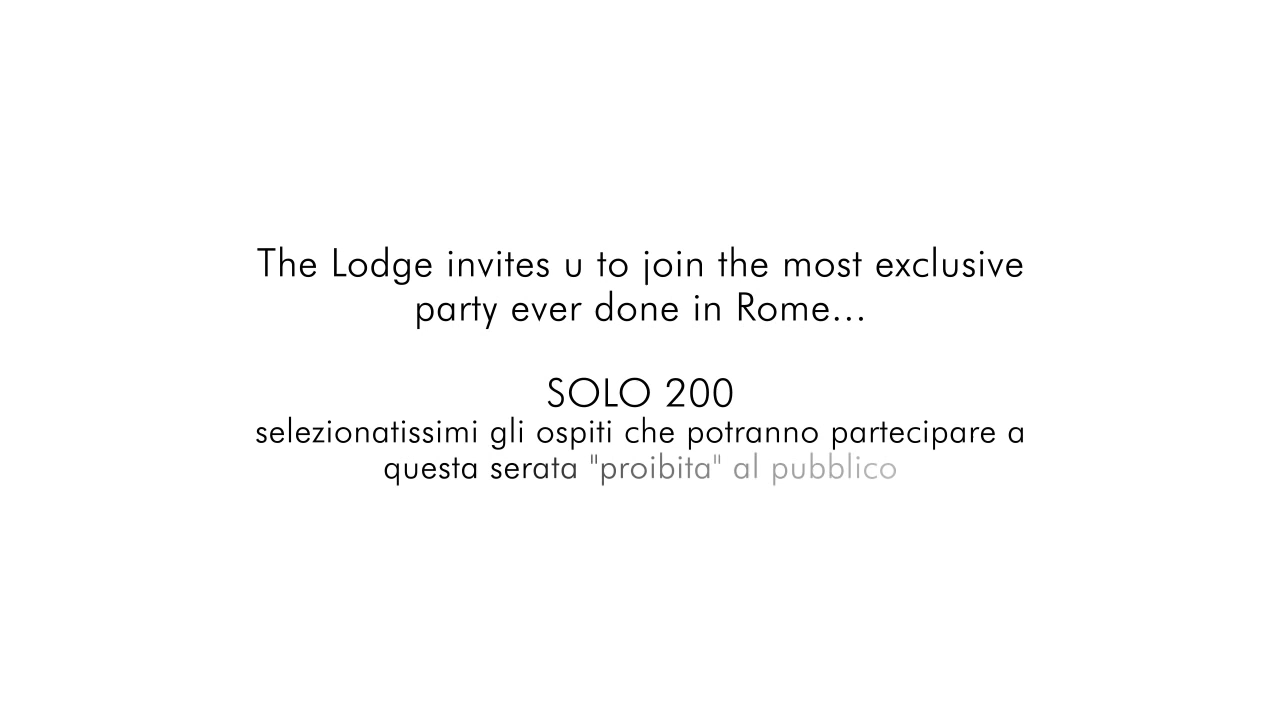 The Lodge invites u to join the most exclusive
party ever done in Rome...
SOLO 200
selezionatissimi gli ospiti che potranno partecipare a
questa serata "proibita" al pubblico